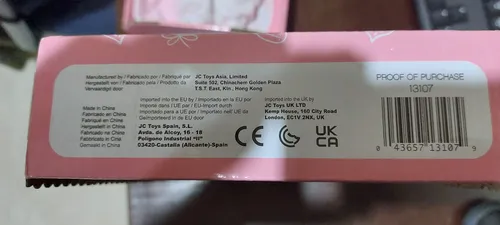 Manufactured by / Fabricado por / Fabriqué par
Hergestellt von / Fabricado pela / Prodotto da
Vervaardigd door
JC Toys Asia, Limited
Suite 502, Chinachem Golden Plaza
T.S.T. East, Kln, Hong Kong
Made in China
Fabricado en China
Fabriqué en Chine
Hergestellt in China
Fabricado na China
Fabbricato in Cina
Gemaakt in China
Imported into the EU by / Importado en la EU por
Importé dans l'UE par / EU-Import durch
Importado para a UE por / Importato nell'UE da
Geïmporteerd in de EU door
JC Toys Spain, S.L.
Avda. de Alcoy, 16 - 18
Polígono Industrial "II"
03420-Castalla (Alicante)-Spain
Imported into the UK by
JC Toys UK LTD
Kemp House, 160 City Road
London, EC1V 2NX, UK
CE
UK
CA
PROOF OF PURCHASE
13107
0 43657 13107 9